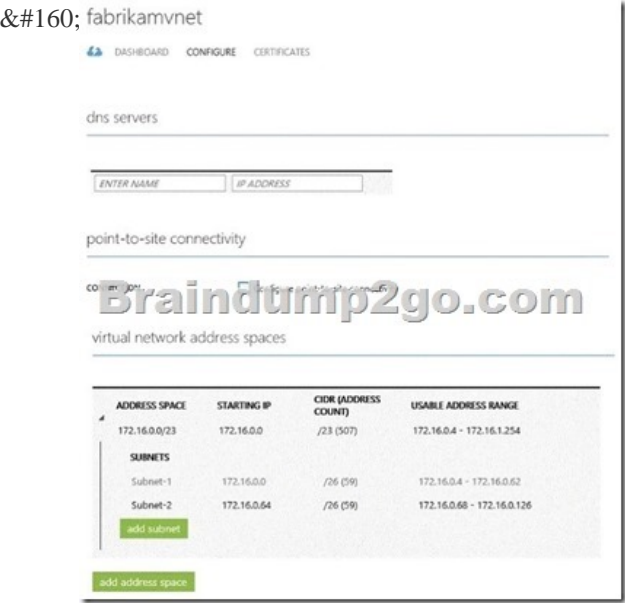 &#160; fabrikamvnet
DASHBOARD CONFIGURE CERTIFICATES
dns servers
ENTER NAME IP ADDRESS
point-to-site connectivity
Braindump2go.com
virtual network address spaces
ADDRESS SPACE STARTING IP CIDR (ADDRESS COUNT) USABLE ADDRESS RANGE
172.16.0.0/23 172.16.0.0 /23 (507) 172.16.0.4 - 172.16.1.254
SUBNETS
Subnet-1 172.16.0.0 /26 (59) 172.16.0.4 - 172.16.0.62
Subnet-2 172.16.0.64 /26 (59) 172.16.0.68 - 172.16.0.126
add subnet
add address space